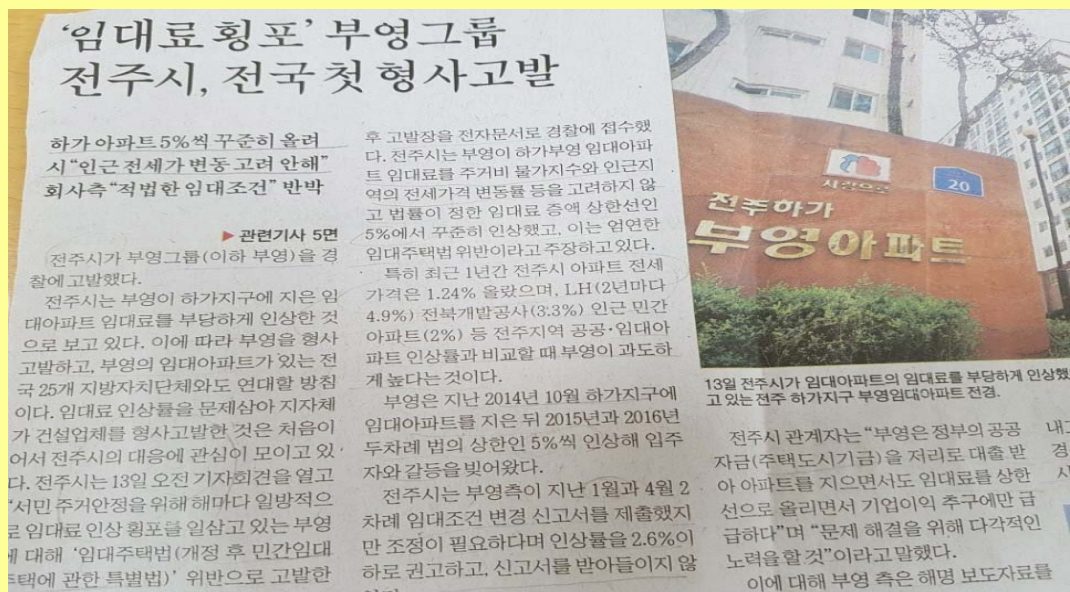 ‘임대료 횡포’ 부영그룹
전주시, 전국 첫 형사고발
하가 아파트 5%씩 꾸준히 올려
시 “인근 전세가 변동 고려 안해”
회사측 “적법한 임대조건” 반박
▶ 관련기사 5면
전주시가 부영그룹(이하 부영)을 경
찰에 고발했다.
전주시는 부영이 하가지구에 지은 임
대아파트 임대료를 부당하게 인상한 것
으로 보고 있다. 이에 따라 부영을 형사
고발하고, 부영의 임대아파트가 있는 전
국 25개 지방자치단체와도 연대할 방침
이다. 임대료 인상률을 문제삼아 지자체
가 건설업체를 형사고발한 것은 처음이
어서 전주시의 대응에 관심이 모이고 있
다. 전주시는 13일 오전 기자회견을 열고
“서민 주거안정을 위해 해마다 일방적으
로 임대료 인상 횡포를 일삼고 있는 부영
에 대해 ‘임대주택법(개정 후 민간임대
주택에 관한 특별법)’ 위반으로 고발한
후 고발장을 전자문서로 경찰에 접수했
다. 전주시는 부영이 하가부영 임대아파
트 임대료를 주거비 물가지수와 인근지
역의 전세가격 변동률 등을 고려하지 않
고 법률이 정한 임대료 증액 상한선인
5%에서 꾸준히 인상했고, 이는 엄연한
임대주택법 위반이라고 주장하고 있다.
특히 최근 1년간 전주시 아파트 전세
가격은 1.24% 올랐으며, LH(2년마다
4.9%) 전북개발공사(3.3%) 인근 민간
아파트(2%) 등 전주지역 공공·임대아
파트 인상률과 비교할 때 부영이 과도하
게 높다는 것이다.
부영은 지난 2014년 10월 하가지구에
임대아파트를 지은 뒤 2015년과 2016년
두차례 법의 상한인 5%씩 인상해 입주
자와 갈등을 빚어왔다.
전주시는 부영측이 지난 1월과 4월 2
차례 임대조건 변경 신고서를 제출했지
만 조정이 필요하다며 인상률을 2.6%이
하로 권고하고, 신고서를 받아들이지 않
사랑으로
20
전주하가
부영아파트
13일 전주시가 임대아파트의 임대료를 부당하게 인상했
고 있는 전주 하가지구 부영임대아파트 전경.
전주시 관계자는 “부영은 정부의 공공
자금(주택도시기금)을 저리로 대출 받
아 아파트를 지으면서도 임대료를 상한
선으로 올리면서 기업이익 추구에만 급
급하다”며 “문제 해결을 위해 다각적인
노력을 할 것”이라고 말했다.
이에 대해 부영 측은 해명 보도자료를
내
경
시